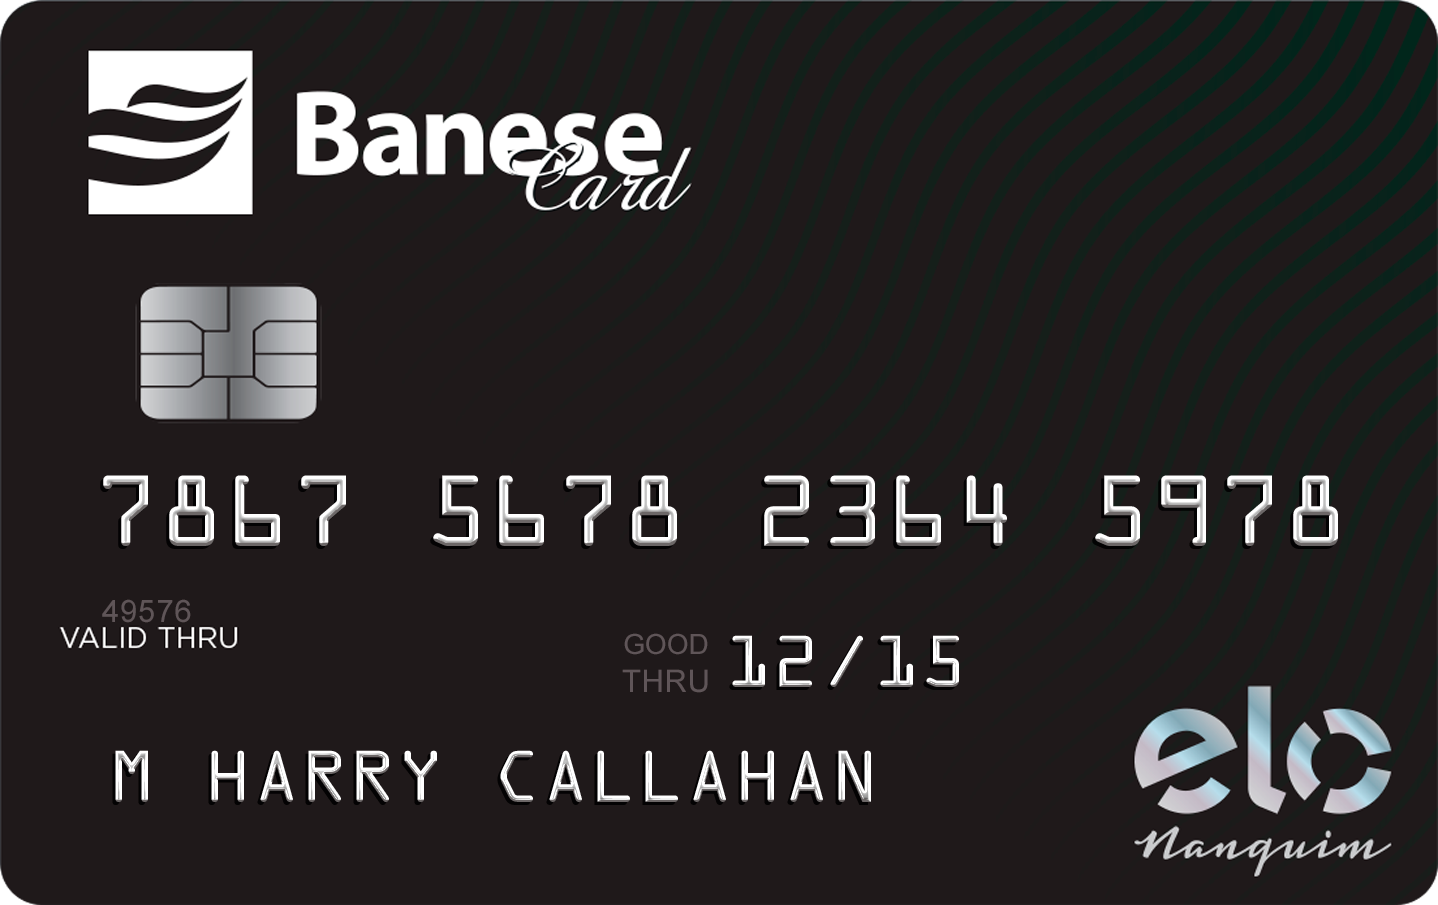 Banese
Card
7867 5678 2364 5978
49576
VALID THRU
GOOD
THRU 12/15
M HARRY CALLAHAN
elo
Nanquim